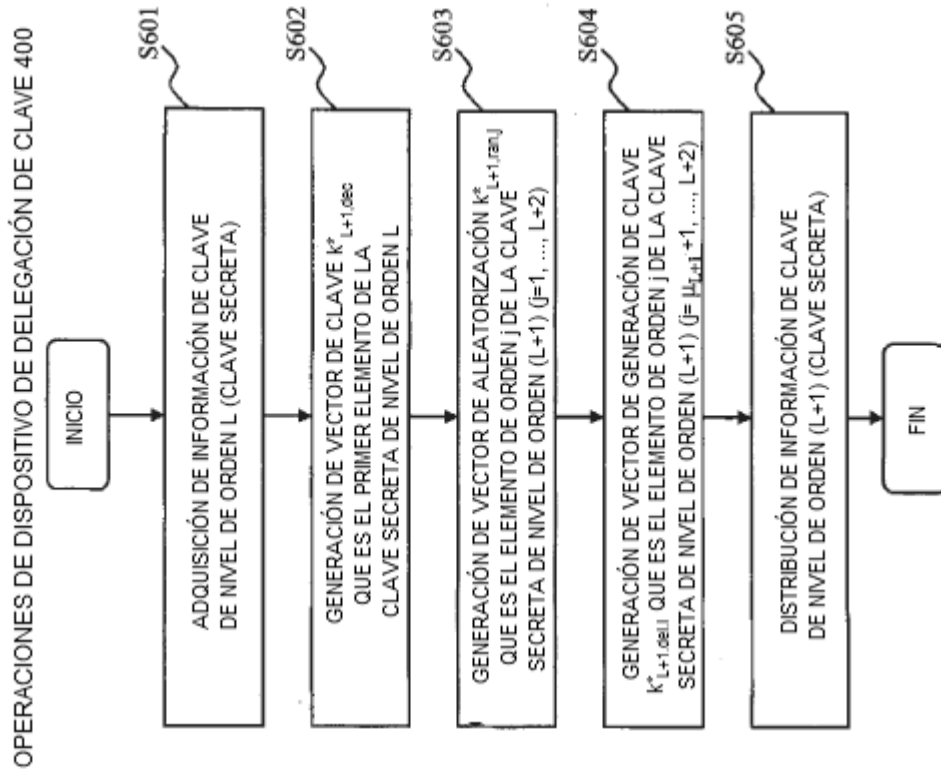 OPERACIONES DE DISPOSITIVO DE DELEGACIÓN DE CLAVE 400
INICIO
S601
ADQUISICIÓN DE INFORMACIÓN DE CLAVE
DE NIVEL DE ORDEN L (CLAVE SECRETA)
S602
GENERACIÓN DE VECTOR DE CLAVE k*L+1,dec
QUE ES EL PRIMER ELEMENTO DE LA
CLAVE SECRETA DE NIVEL DE ORDEN L
S603
GENERACIÓN DE VECTOR DE ALEATORIZACIÓN k*L+1,ran,j
QUE ES EL ELEMENTO DE ORDEN j DE LA CLAVE
SECRETA DE NIVEL DE ORDEN (L+1) (j=1, ..., L+2)
S604
GENERACIÓN DE VECTOR DE GENERACIÓN DE CLAVE
k*L+1,del,j QUE ES EL ELEMENTO DE ORDEN j DE LA CLAVE
SECRETA DE NIVEL DE ORDEN (L+1) (j= μL+1+1, ..., L+2)
S605
DISTRIBUCIÓN DE INFORMACIÓN DE CLAVE
DE NIVEL DE ORDEN (L+1) (CLAVE SECRETA)
FIN